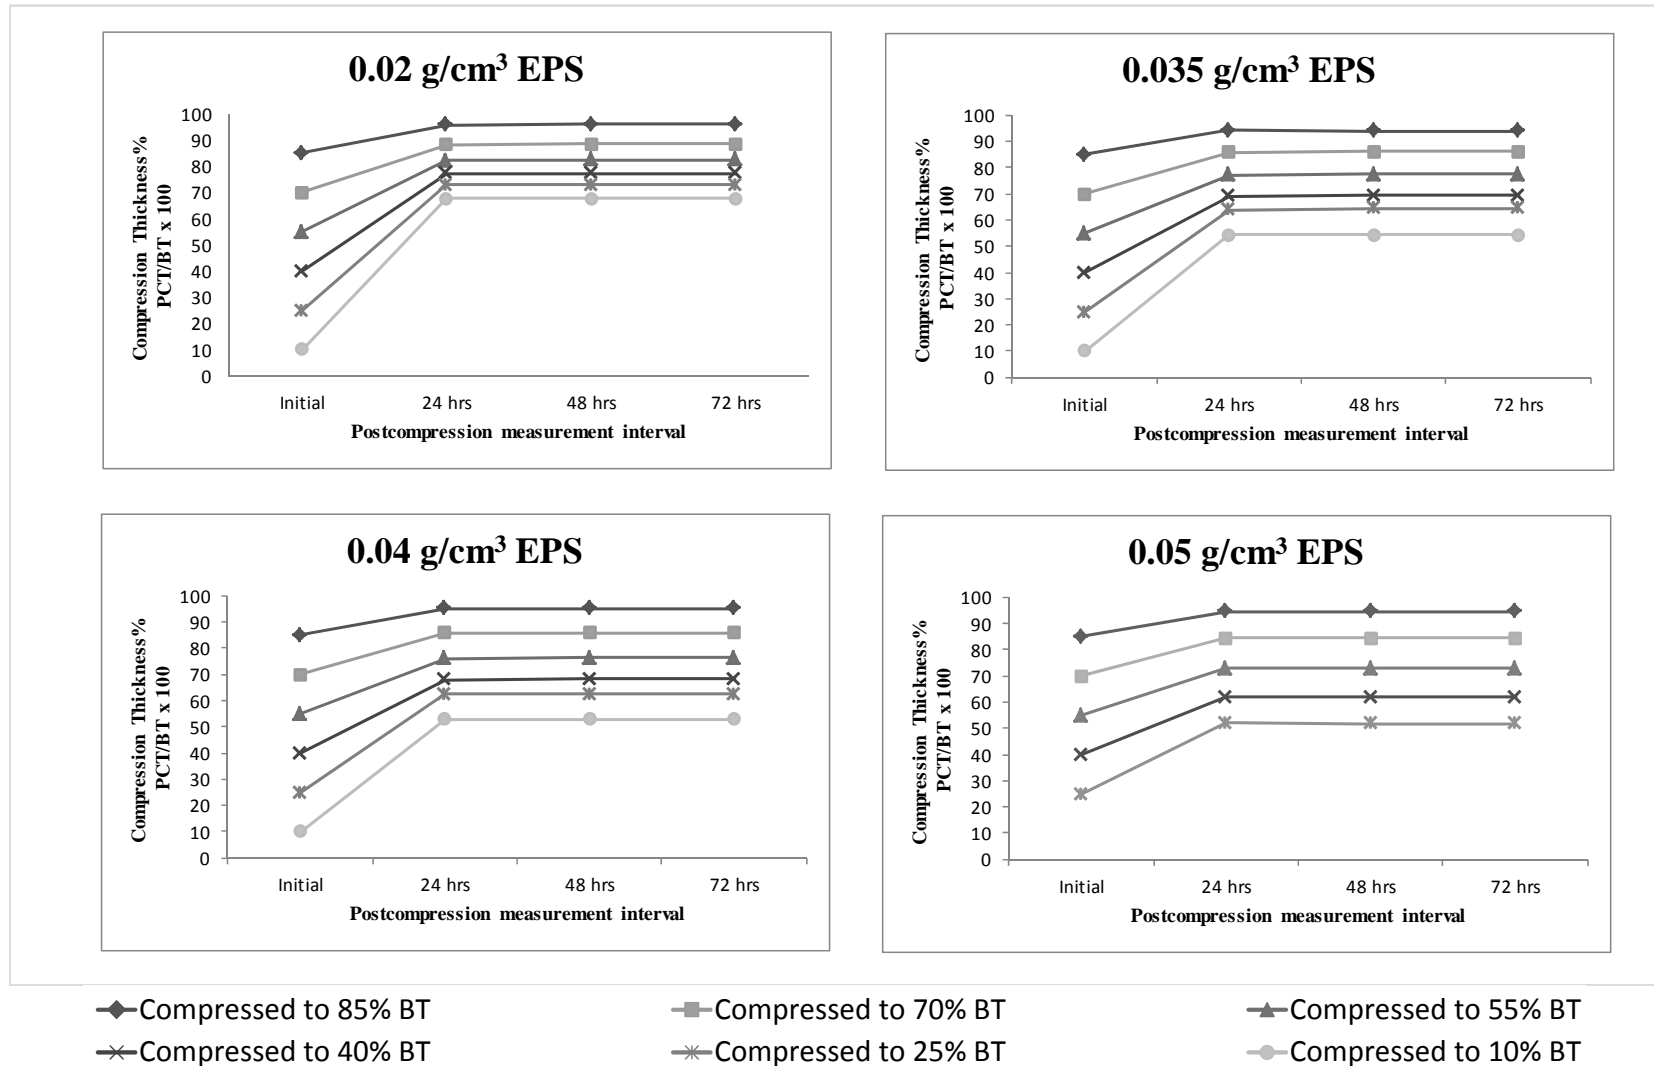 0.02 g/cm³ EPS
Compression Thickness%
PCT/BT x 100
100
90
80
70
60
50
40
30
20
10
0
Initial 24 hrs 48 hrs 72 hrs
Postcompression measurement interval
0.035 g/cm³ EPS
Compression Thickness%
PCT/BT x 100
100
90
80
70
60
50
40
30
20
10
0
Initial 24 hrs 48 hrs 72 hrs
Postcompression measurement interval
0.04 g/cm³ EPS
Compression Thickness%
PCT/BT x 100
100
90
80
70
60
50
40
30
20
10
0
Initial 24 hrs 48 hrs 72 hrs
Postcompression measurement interval
0.05 g/cm³ EPS
Compression Thickness%
PCT/BT x 100
100
90
80
70
60
50
40
30
20
10
0
Initial 24 hrs 48 hrs 72 hrs
Postcompression measurement interval
Compressed to 85% BT Compressed to 70% BT Compressed to 55% BT
Compressed to 40% BT Compressed to 25% BT Compressed to 10% BT